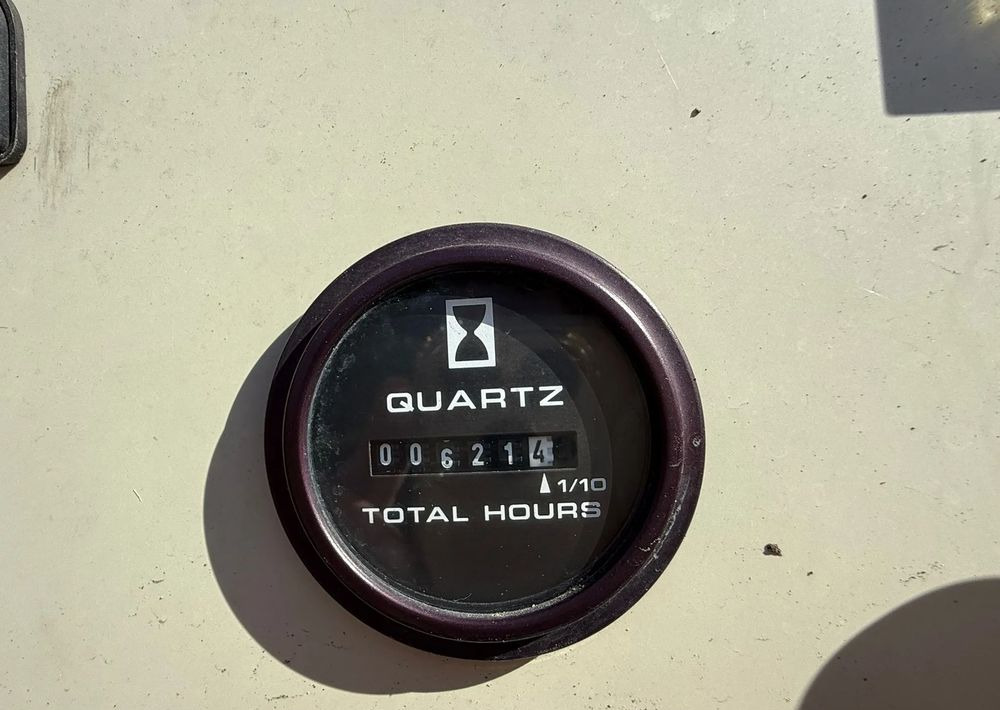 QUARTZ
006214
1/10
TOTAL HOURS